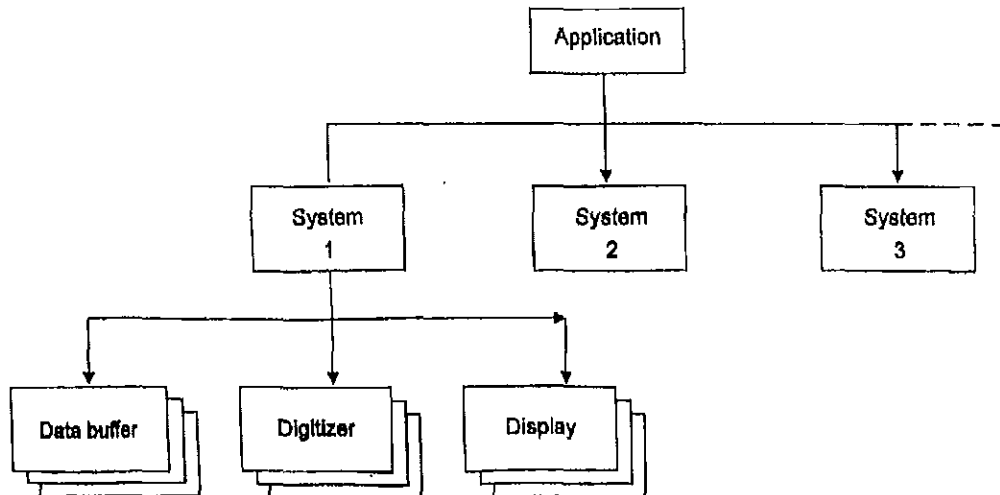 Application
System
1
System
2
System
3
Data buffer
Digitizer
Display